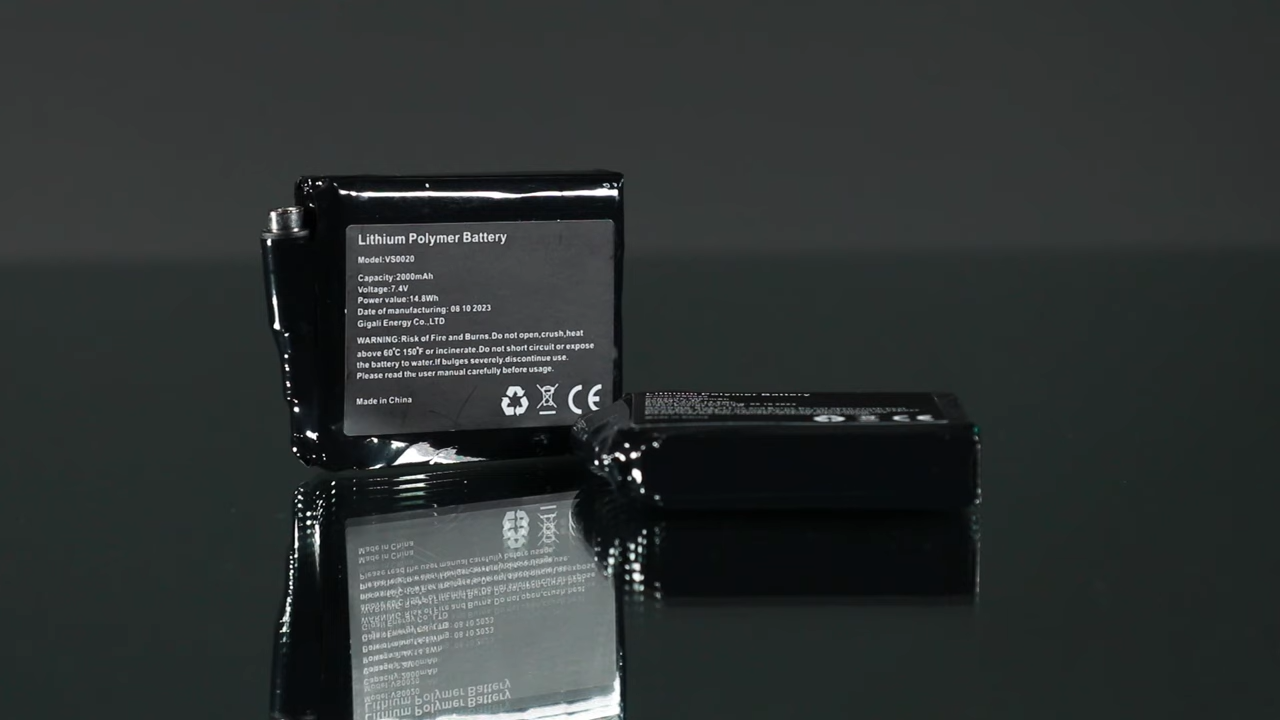 Lithium Polymer Battery
Model:VS0020
Capacity:2000mAh
Voltage:7.4V
Power value:14.8Wh
Date of manufacturing: 08 10 2023
Gigali Energy Co.,LTD
WARNING:Risk of Fire and Burns.Do not open,crush,heat
above 60℃ 150℉ or incinerate.Do not short circuit or expose
the battery to water.If bulges severely.discontinue use.
Please read the user manual carefully before usage.
Made in China
CE
Lithium Polymer Battery